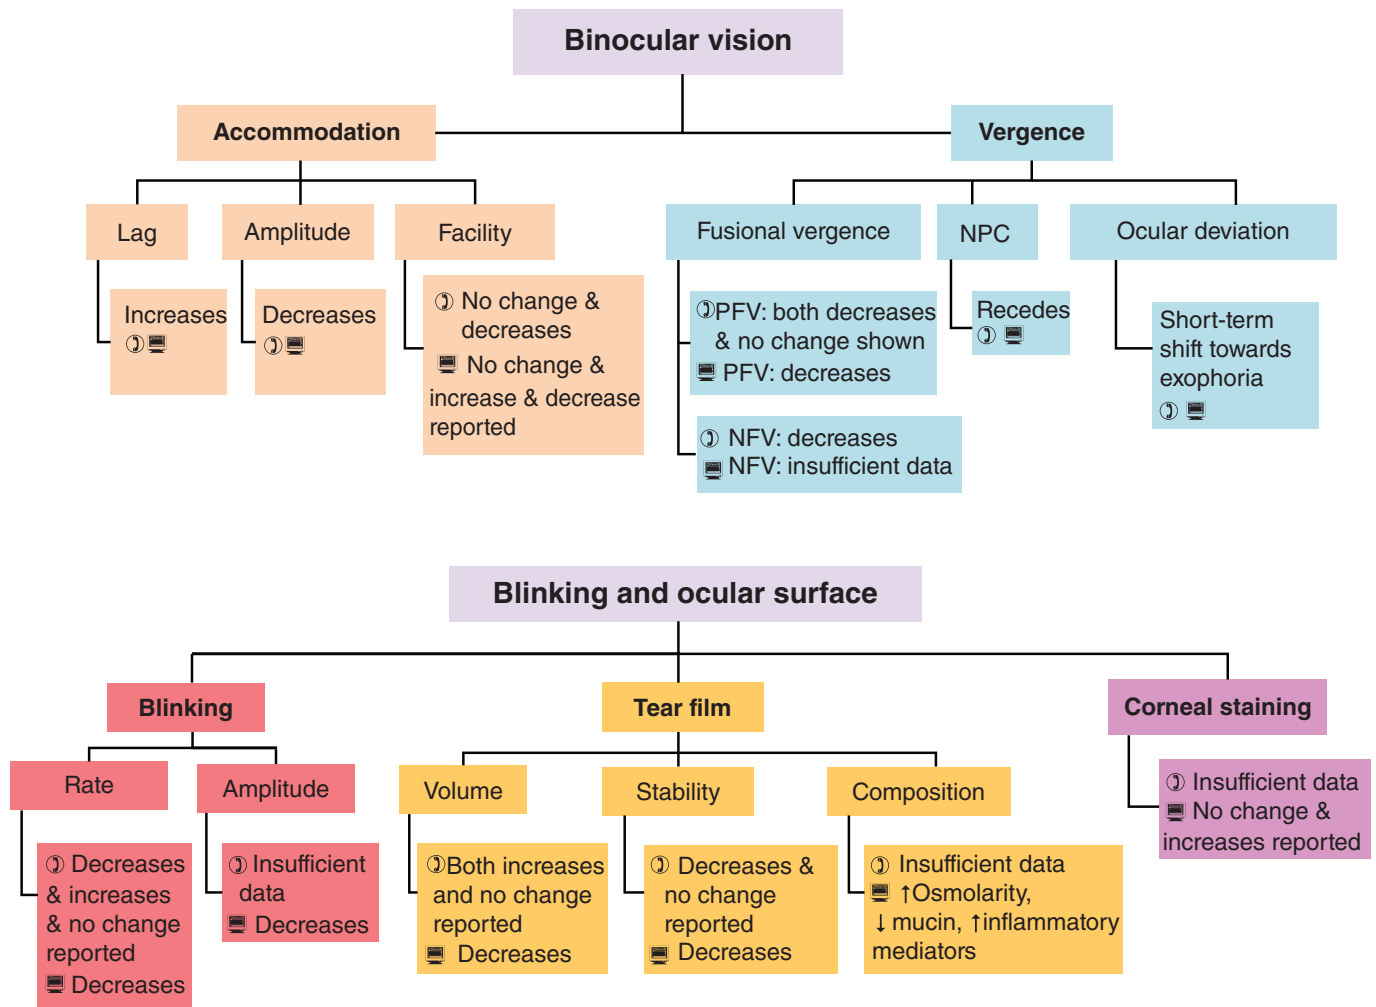 Binocular vision
Accommodation
Vergence
Lag
Amplitude
Facility
Fusional vergence
NPC
Ocular deviation
Increases
Decreases
No change &
decreases
No change &
increase & decrease
reported
PFV: both decreases
& no change shown
PFV: decreases
NFV: decreases
NFV: insufficient data
Recedes
Short-term
shift towards
exophoria
Blinking and ocular surface
Blinking
Tear film
Corneal staining
Rate
Amplitude
Volume
Stability
Composition
Decreases
& increases
& no change
reported
Decreases
Insufficient
data
Decreases
Both increases
and no change
reported
Decreases
Decreases &
no change
reported
Decreases
Insufficient data
↑Osmolarity,
↓ mucin, ↑inflammatory
mediators
Insufficient data
No change &
increases reported